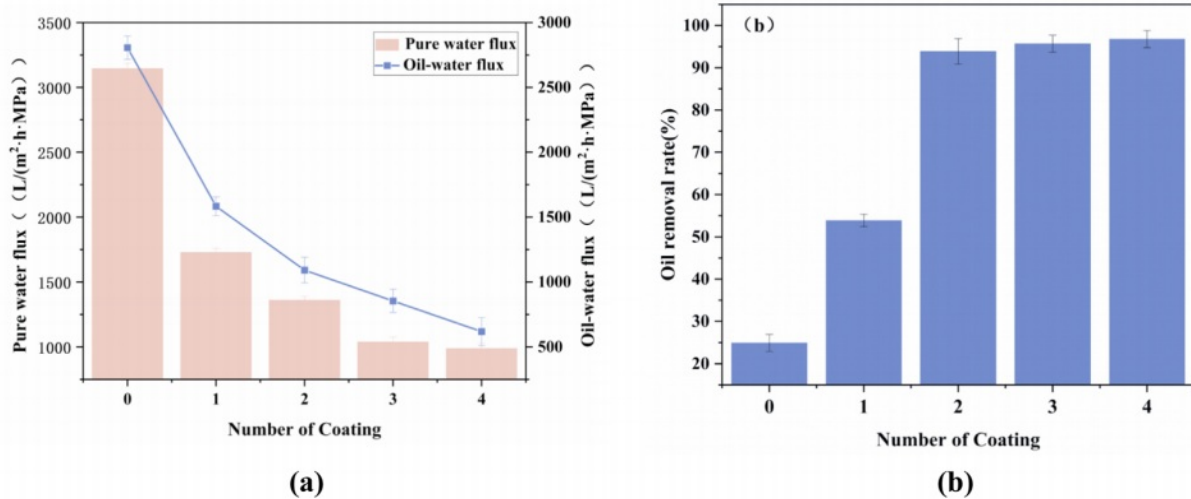 3500
3000
2500
2000
1500
1000
Pure water flux（（L/(m²·h·MPa)）)
Pure water flux
Oil-water flux
3000
2500
2000
1500
1000
500
Oil-water flux（（L/(m²·h·MPa)）)
0 1 2 3 4
Number of Coating
(a)
（b）
100
90
80
70
60
50
40
30
20
Oil removal rate(%)
0 1 2 3 4
Number of Coating
(b)